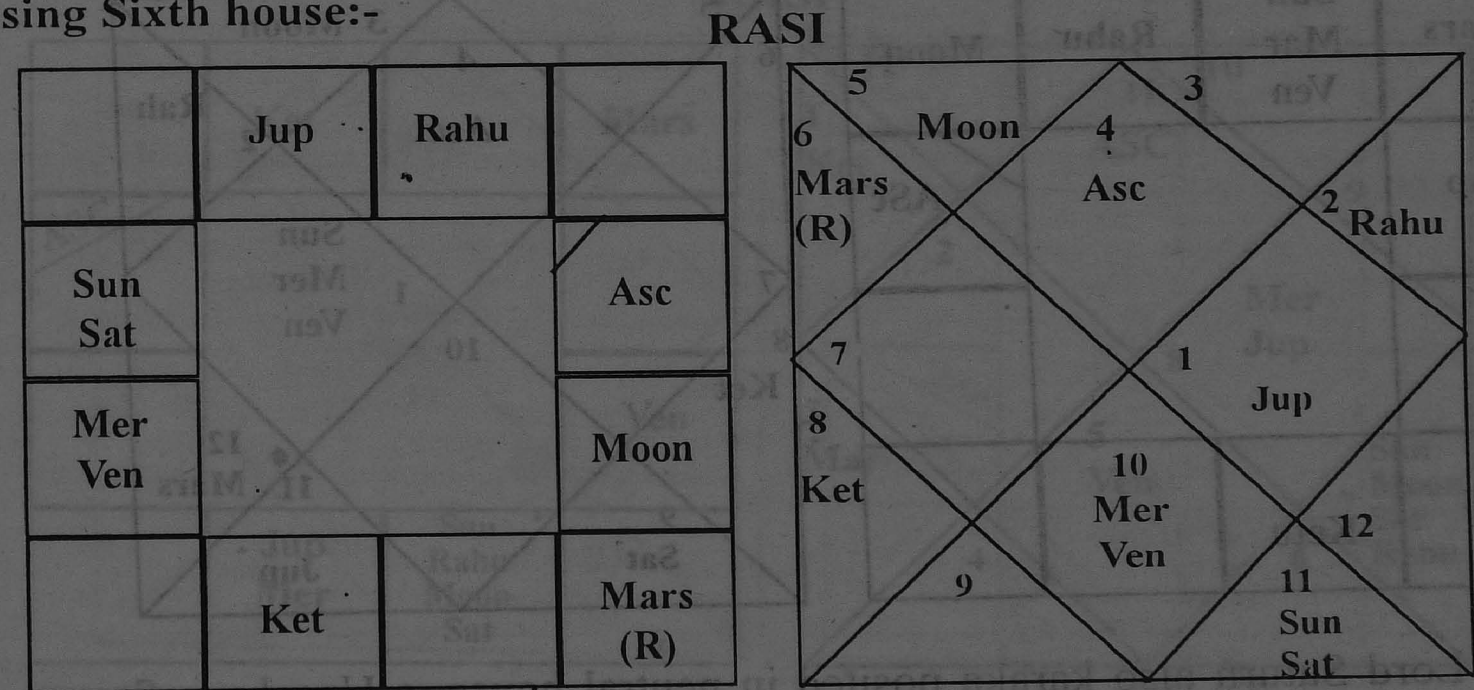 sing Sixth house:-
RASI
Jup
Rahu
Sun
Sat
Asc
Mer
Ven
Moon
Ket
Mars
(R)
5
Moon
4
Asc
3
6
Mars
(R)
2
Rahu
7
1
Jup
8
Ket
10
Mer
Ven
9
12
11
Sun
Sat